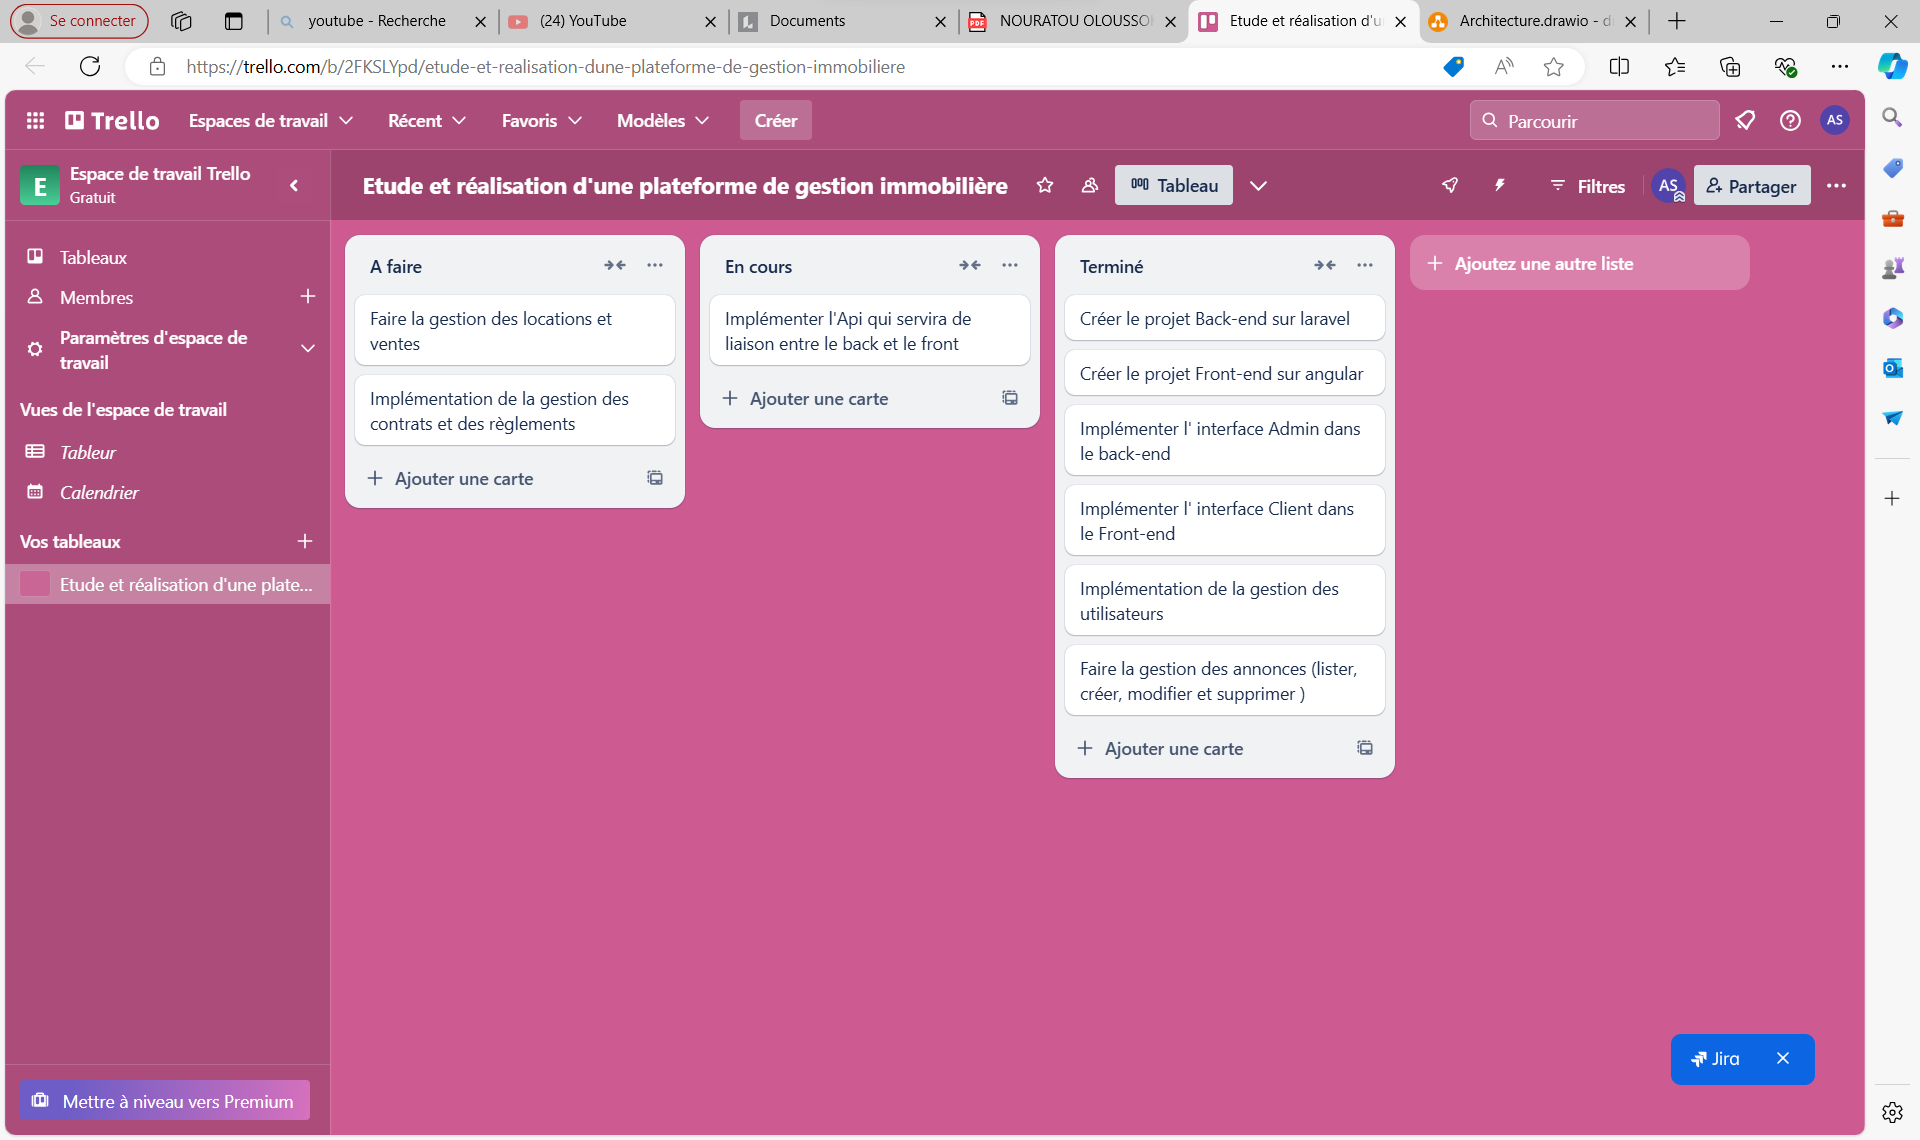 Se connecter
youtube - Recherche
(24) YouTube
Documents
NOURATOU OLOUSSO
Etude et réalisation d'u
Architecture.drawio - d
https://trello.com/b/2FKSLYpd/etude-et-realisation-dune-plateforme-de-gestion-immobiliere
Trello
Espaces de travail
Récent
Favoris
Modèles
Créer
Parcourir
AS
E
Espace de travail Trello
Gratuit
Etude et réalisation d'une plateforme de gestion immobilière
Tableau
Filtres
AS
Partager
Tableaux
Membres
Paramètres d'espace de
travail
Vues de l'espace de travail
Tableur
Calendrier
Vos tableaux
Etude et réalisation d'une plate...
Mettre à niveau vers Premium
A faire
Faire la gestion des locations et
ventes
Implémentation de la gestion des
contrats et des règlements
Ajouter une carte
En cours
Implémenter l'Api qui servira de
liaison entre le back et le front
Ajouter une carte
Terminé
Créer le projet Back-end sur laravel
Créer le projet Front-end sur angular
Implémenter l' interface Admin dans
le back-end
Implémenter l' interface Client dans
le Front-end
Implémentation de la gestion des
utilisateurs
Faire la gestion des annonces (lister,
créer, modifier et supprimer )
Ajouter une carte
Ajoutez une autre liste
Jira